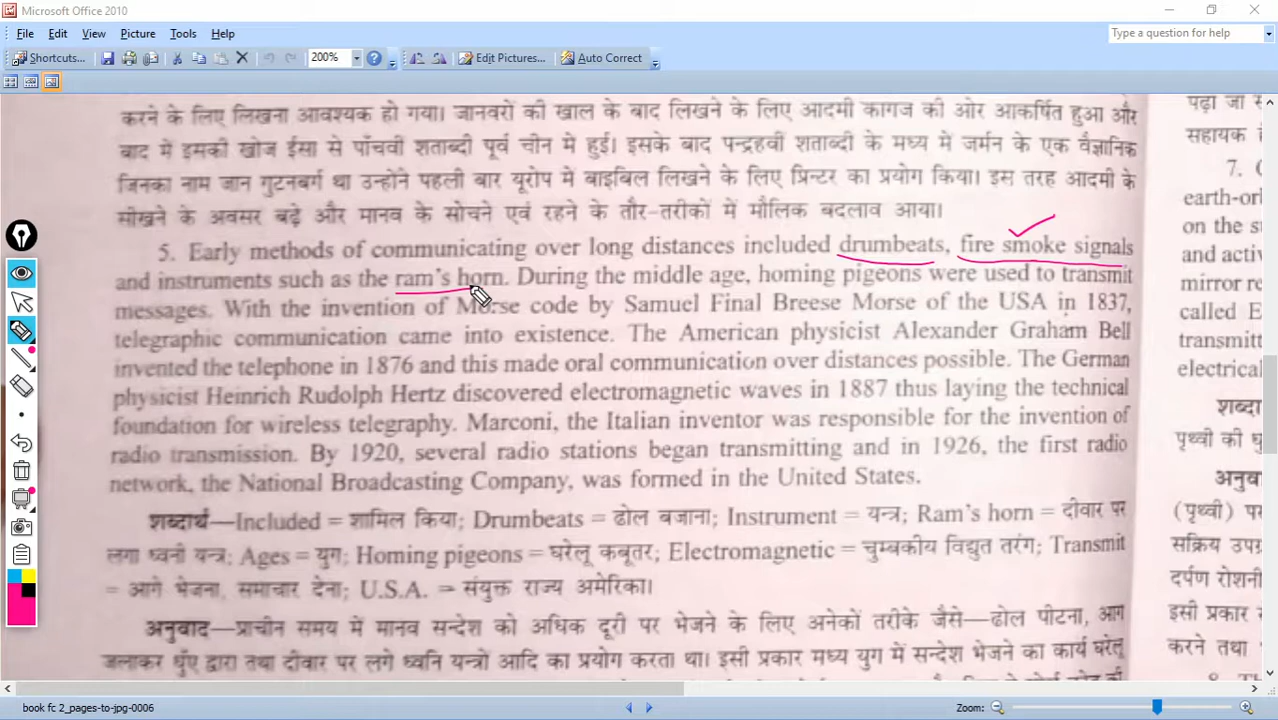 Microsoft Office 2010
File Edit View Picture Tools Help
Type a question for help
Shortcuts... 200% Edit Pictures... Auto Correct
करने के लिए लिखना आवश्यक हो गया। जानवरों की खाल के बाद लिखने के लिए आदमी कागज की ओर आकर्षित हुआ और
बाद में इसकी खोज ईसा से पाँचवी शताब्दी पूर्व चीन में हुई। इसके बाद पन्द्रहवीं शताब्दी के मध्य में जर्मन के एक वैज्ञानिक
जिनका नाम जान गुटनबर्ग था उन्होंने पहली बार यूरोप में बाइबिल लिखने के लिए प्रिन्टर का प्रयोग किया। इस तरह आदमी के
सीखने के अवसर बढ़े और मानव के सोचने एवं रहने के तौर-तरीकों में मौलिक बदलाव आया।
5. Early methods of communicating over long distances included drumbeats, fire smoke signals
and instruments such as the ram's horn. During the middle age, homing pigeons were used to transmit
messages. With the invention of Morse code by Samuel Final Breese Morse of the USA in 1837,
telegraphic communication came into existence. The American physicist Alexander Graham Bell
invented the telephone in 1876 and this made oral communication over distances possible. The German
physicist Heinrich Rudolph Hertz discovered electromagnetic waves in 1887 thus laying the technical
foundation for wireless telegraphy. Marconi, the Italian inventor was responsible for the invention of
radio transmission. By 1920, several radio stations began transmitting and in 1926, the first radio
network, the National Broadcasting Company, was formed in the United States.
शब्दार्थ—Included = शामिल किया; Drumbeats = ढोल बजाना; Instrument = यन्त्र; Ram's horn = दीवार पर
लगा ध्वनी यन्त्र; Ages = युग; Homing pigeons = घरेलू कबूतर; Electromagnetic = चुम्बकीय विद्युत तरंग; Transmit
= आगे भेजना, समाचार देना; U.S.A. = संयुक्त राज्य अमेरिका।
अनुवाद—प्राचीन समय में मानव सन्देश को अधिक दूरी पर भेजने के लिए अनेकों तरीके जैसे—ढोल पीटना, आग
जलाकर धुँए द्वारा तथा दीवार पर लगे ध्वनि यन्त्रों आदि का प्रयोग करता था। इसी प्रकार मध्य युग में सन्देश भेजने का कार्य घरेलू
पढ़ा जा
सहायक
7.
earth-or
on the s
and activ
mirror re
called E
transmitt
electrical
शब्दा
पृथ्वी की
अनुवा
(पृथ्वी) पर
सक्रिय उपग्र
दर्पण रोशनी
इसी प्रकार
करने तथा
book fc 2_pages-to-jpg-0006
Zoom: